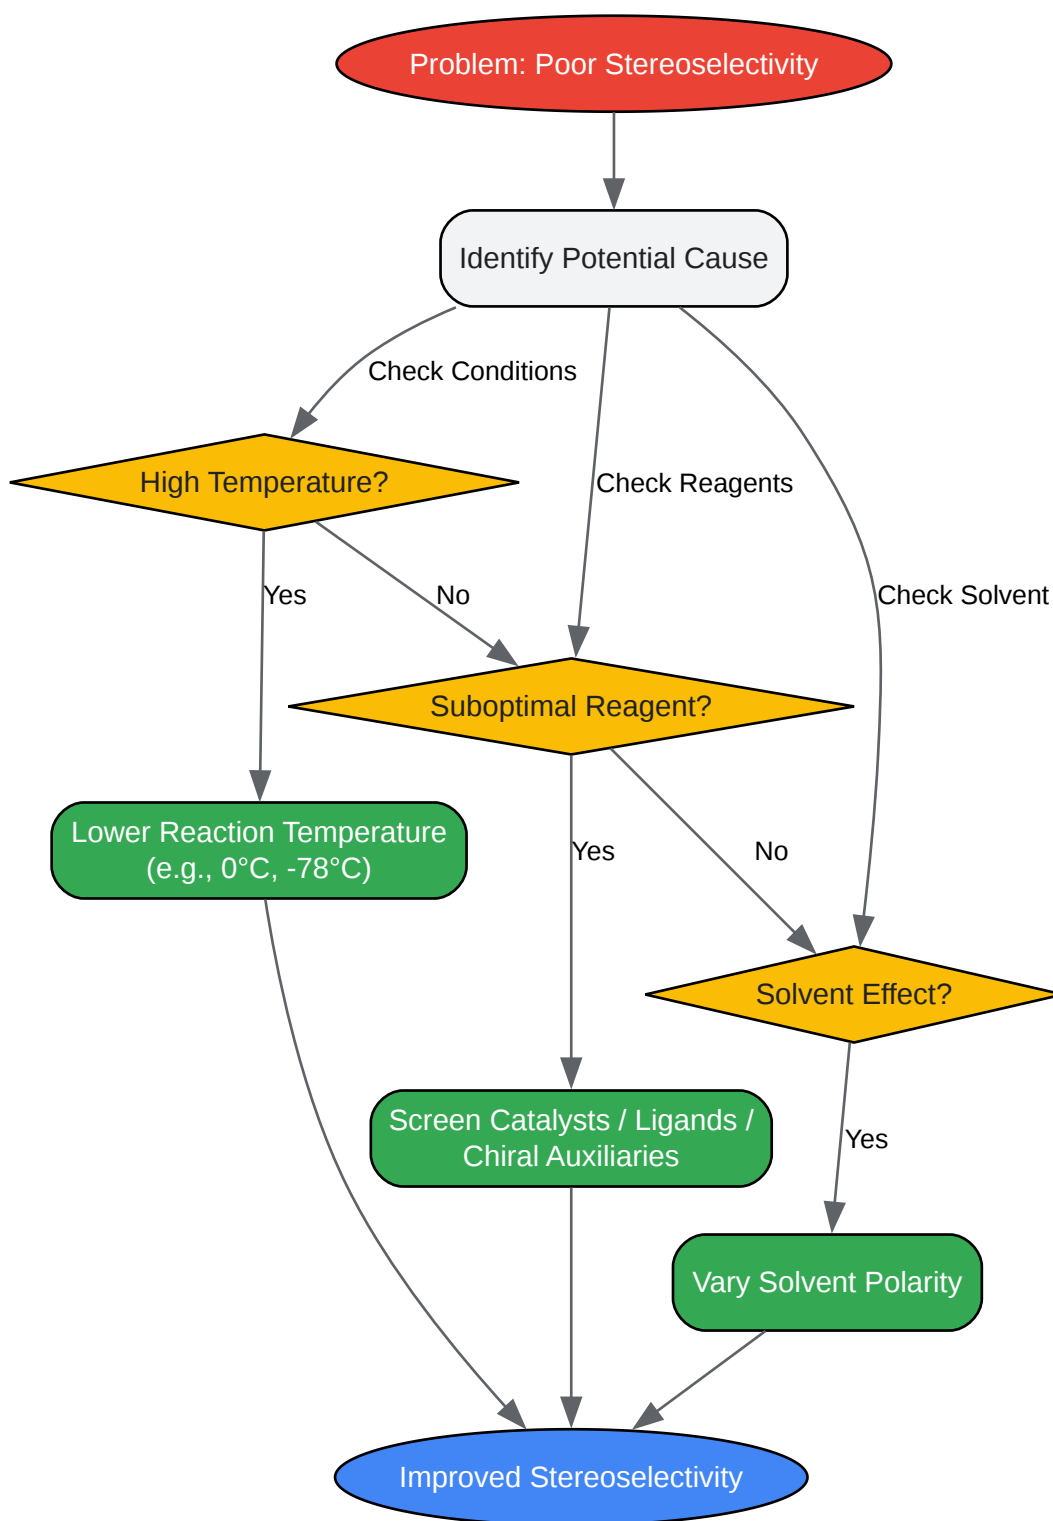 Problem: Poor Stereoselectivity
Identify Potential Cause
Check Conditions
High Temperature?
Check Reagents
Yes
No
Check Solvent
Suboptimal Reagent?
Lower Reaction Temperature
(e.g., 0°C, -78°C)
Yes
No
Solvent Effect?
Screen Catalysts / Ligands /
Chiral Auxiliaries
Yes
Vary Solvent Polarity
Improved Stereoselectivity